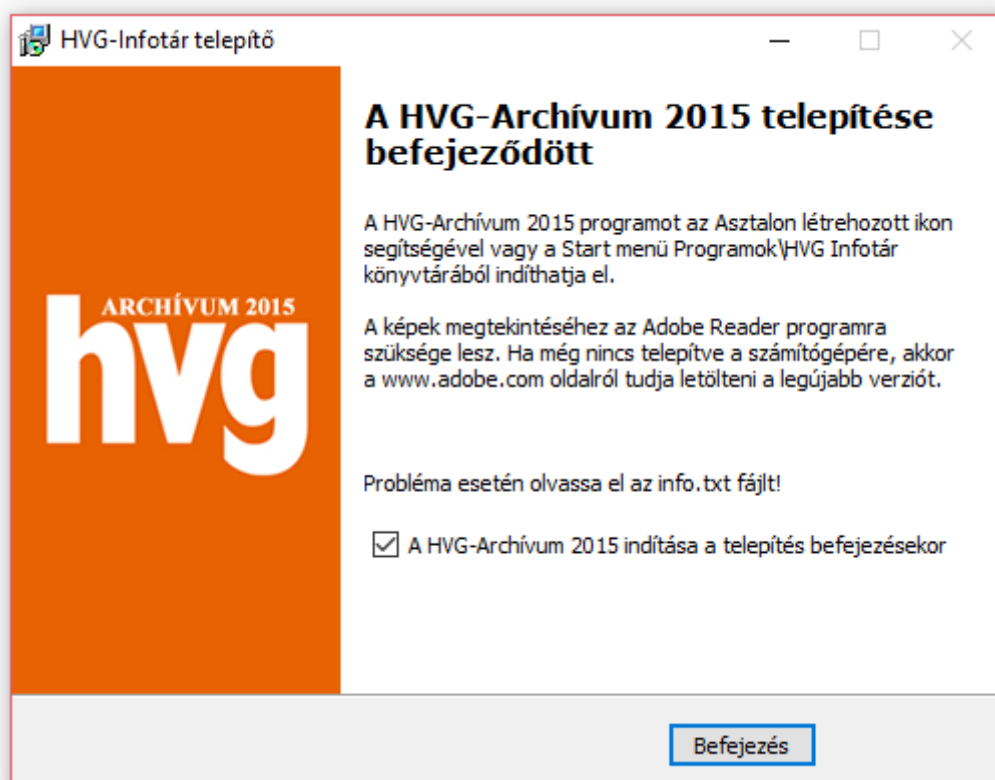 HVG-Infotár telepítő
A HVG-Archívum 2015 telepítése
befejeződött
A HVG-Archívum 2015 programot az Asztalon létrehozott ikon
segítségével vagy a Start menü Programok\HVG Infotár
könyvtárából indíthatja el.
ARCHÍVUM 2015
hvg
A képek megtekintéséhez az Adobe Reader programra
szüksége lesz. Ha még nincs telepítve a számítógépére, akkor
a www.adobe.com oldalról tudja letölteni a legújabb verziót.
Probléma esetén olvassa el az info.txt fájlt!
A HVG-Archívum 2015 indítása a telepítés befejezésekor
Befejezés